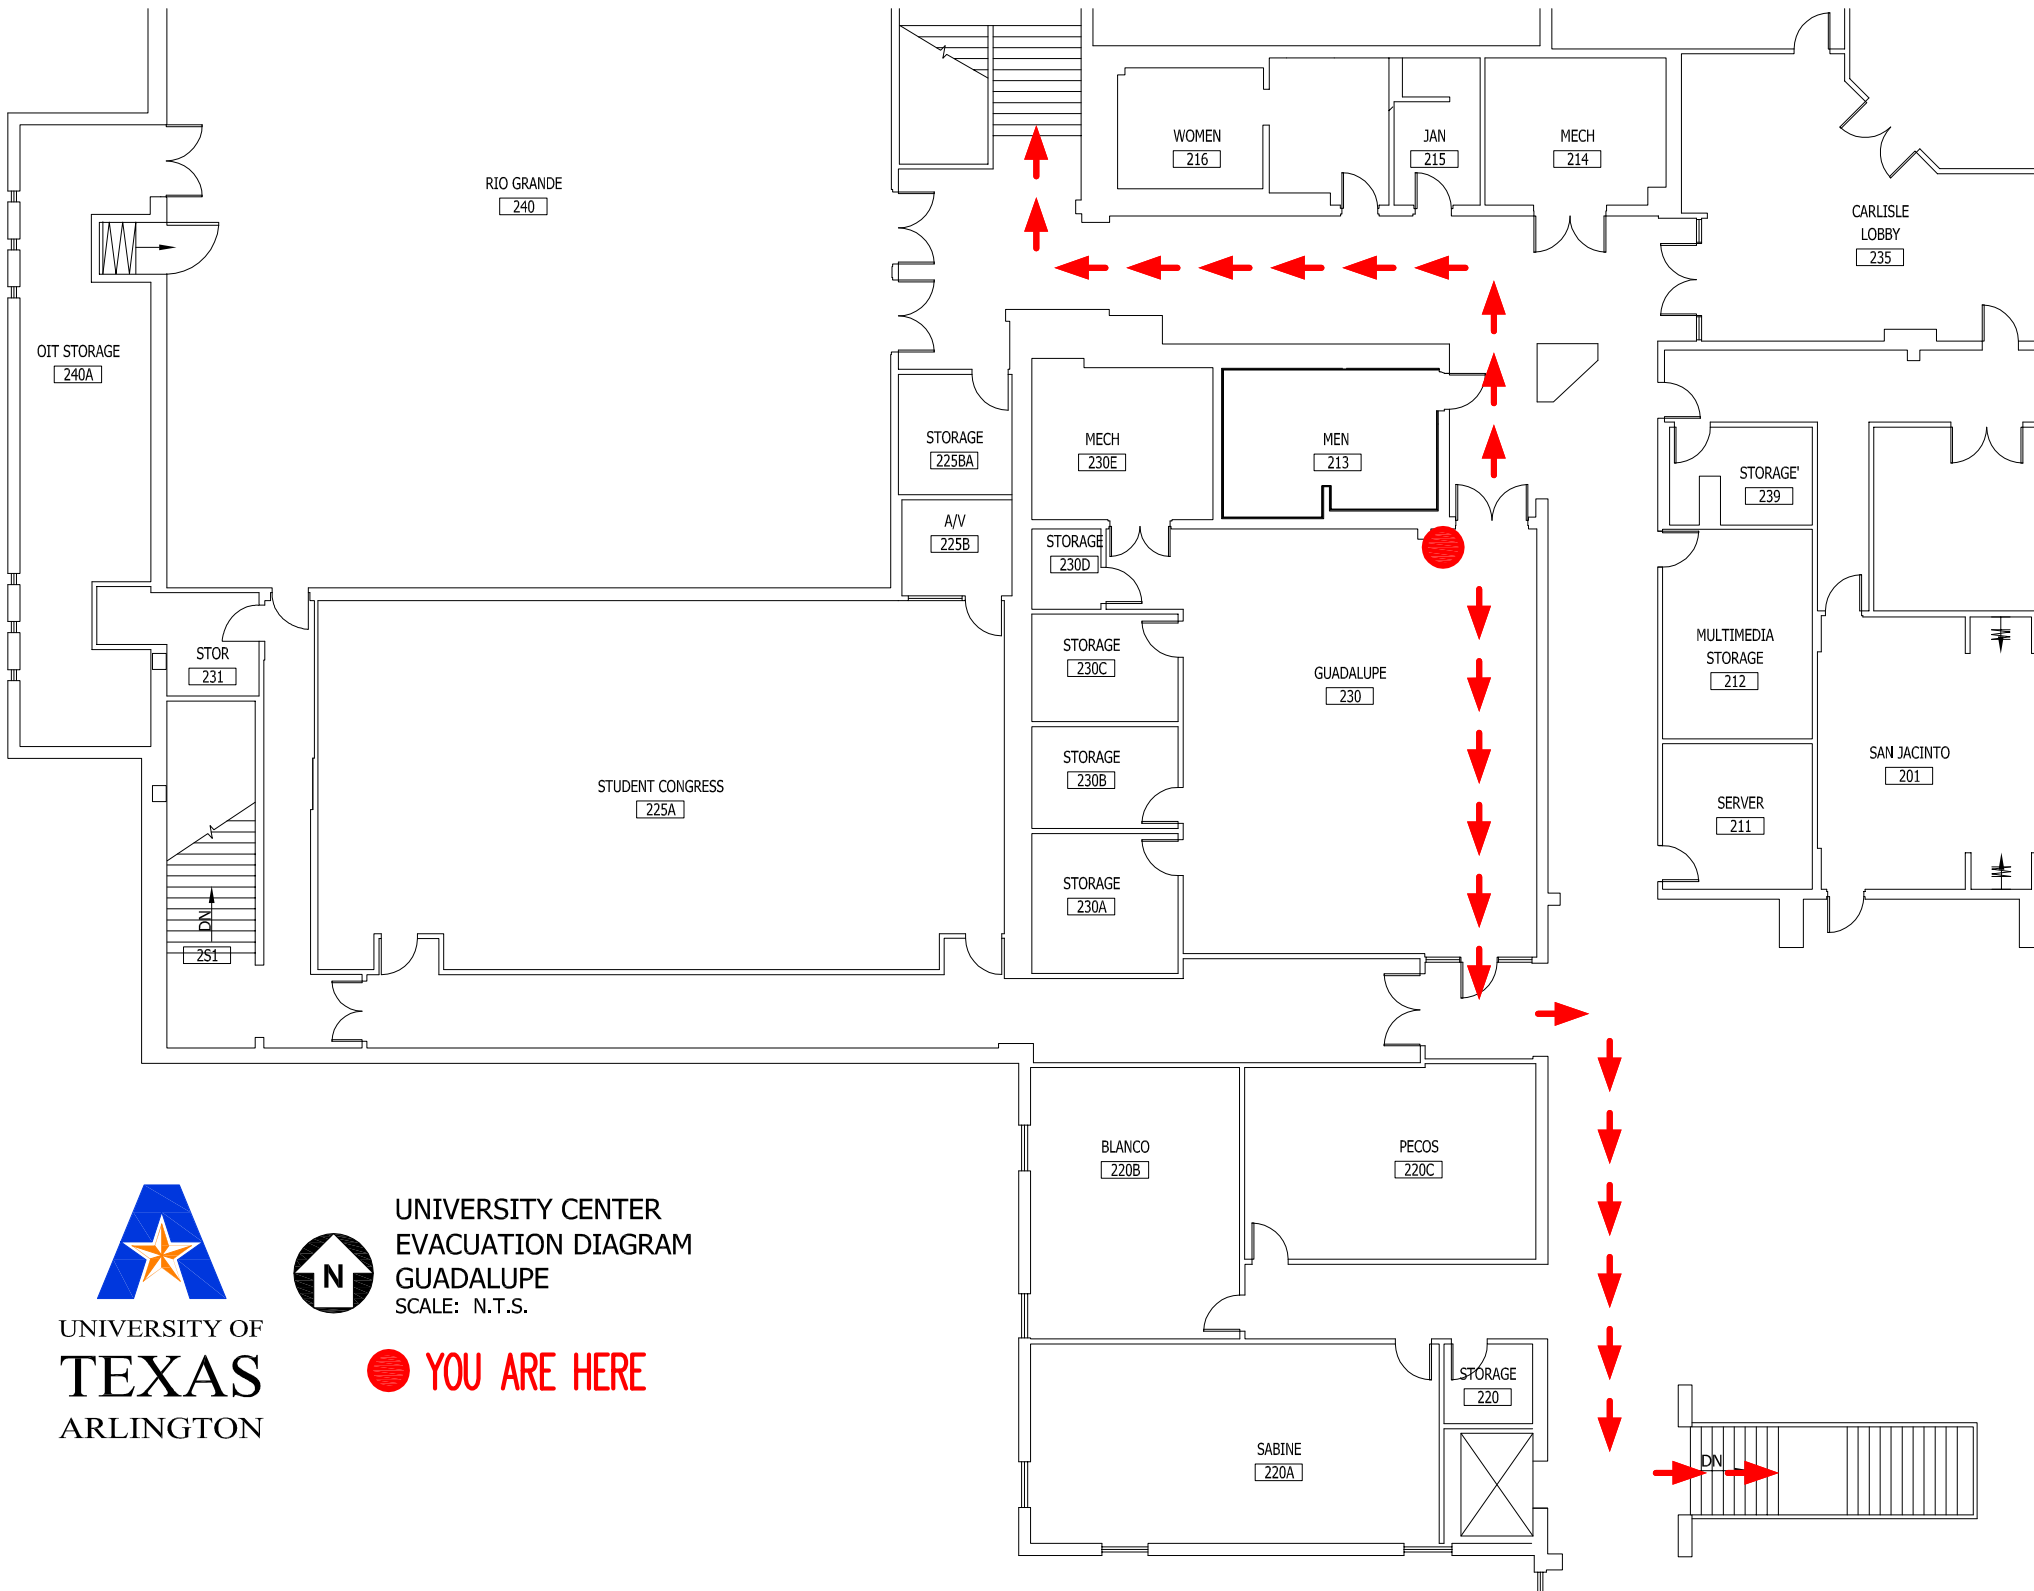 WOMEN
216
JAN
215
MECH
214
RIO GRANDE
240
CARLISLE
LOBBY
235
OIT STORAGE
240A
STORAGE
225BA
MECH
230E
MEN
213
STORAGE'
239
A/V
225B
STORAGE
230D
STOR
231
STORAGE
230C
GUADALUPE
230
MULTIMEDIA
STORAGE
212
STUDENT CONGRESS
225A
STORAGE
230B
SAN JACINTO
201
SERVER
211
STORAGE
230A
DN
2S1
BLANCO
220B
PECOS
220C
STORAGE
220
SABINE
220A
DN
UNIVERSITY OF
TEXAS
ARLINGTON
N
UNIVERSITY CENTER
EVACUATION DIAGRAM
GUADALUPE
SCALE: N.T.S.
YOU ARE HERE